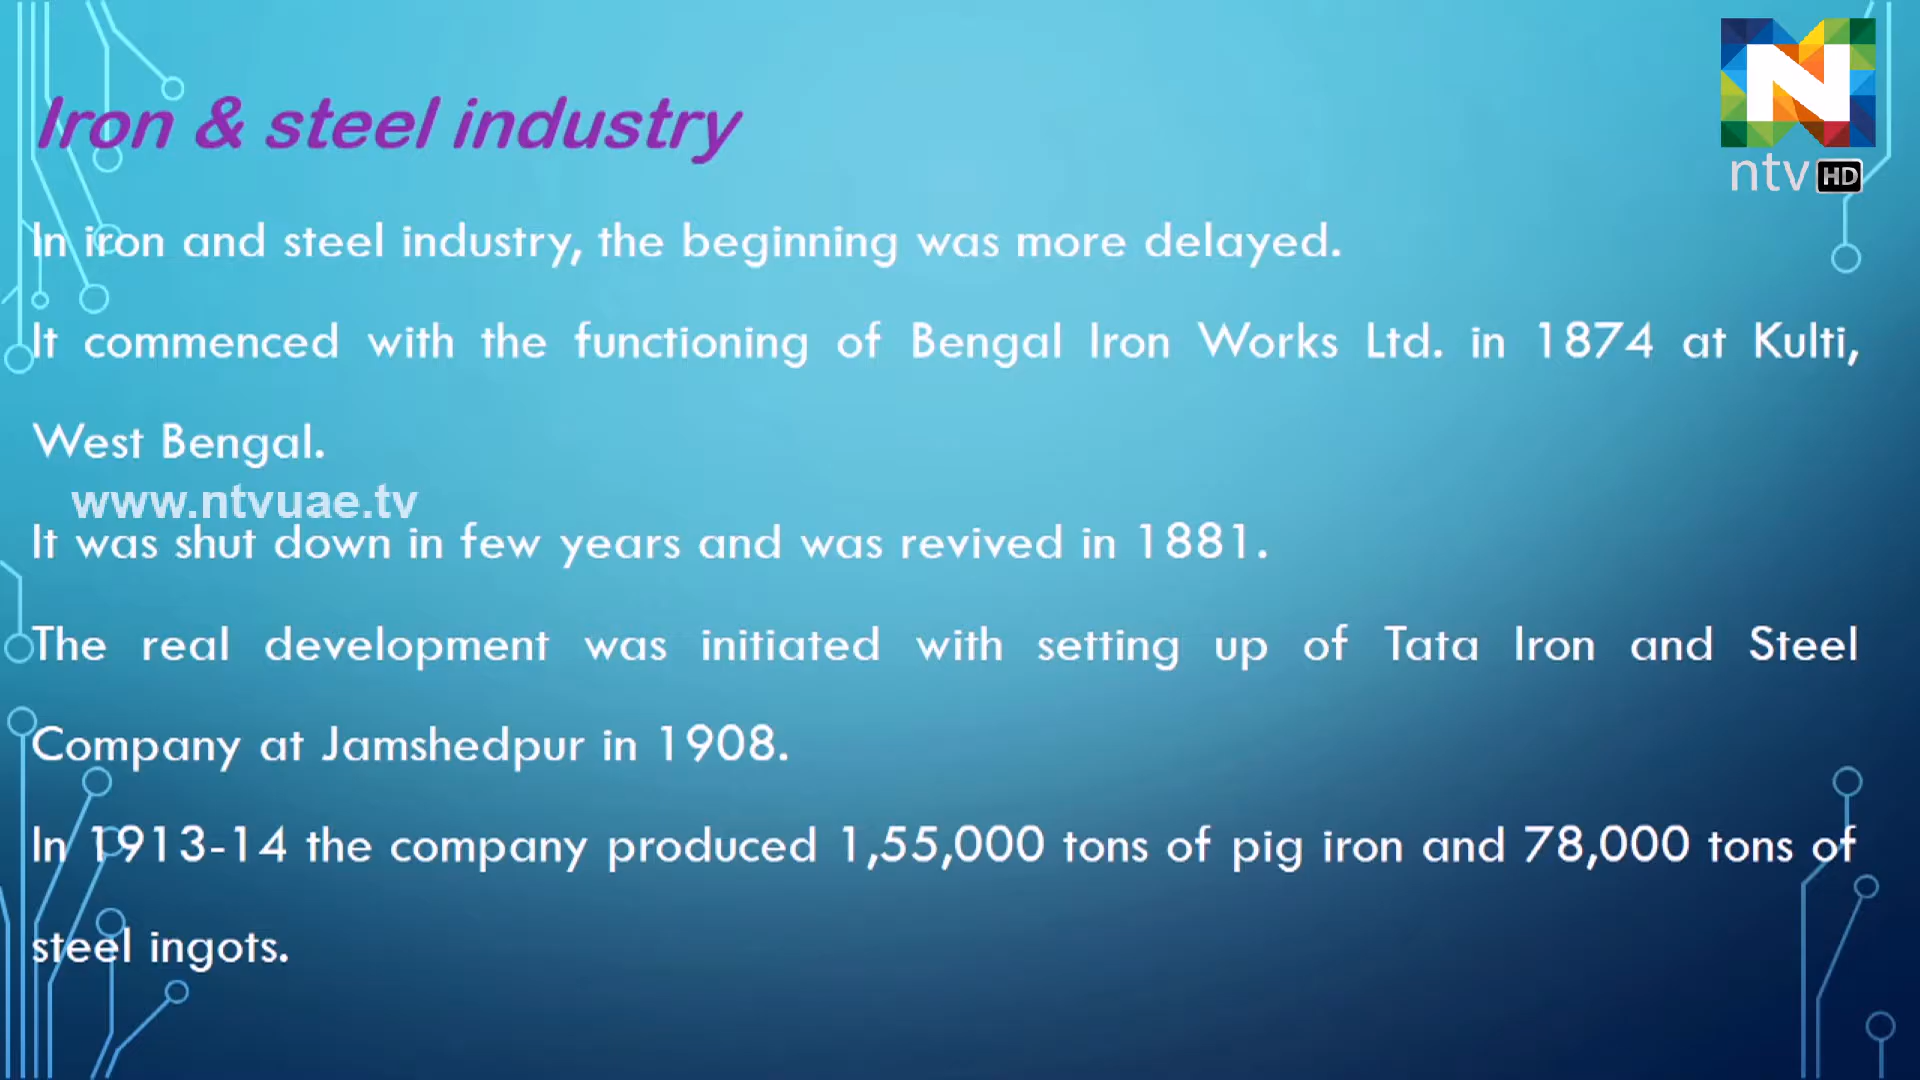 Iron & steel industry
ntv HD
In iron and steel industry, the beginning was more delayed.
It commenced with the functioning of Bengal Iron Works Ltd. in 1874 at Kulti,
West Bengal.
www.ntvuae.tv
It was shut down in few years and was revived in 1881.
The real development was initiated with setting up of Tata Iron and Steel
Company at Jamshedpur in 1908.
In 1913-14 the company produced 1,55,000 tons of pig iron and 78,000 tons of
steel ingots.